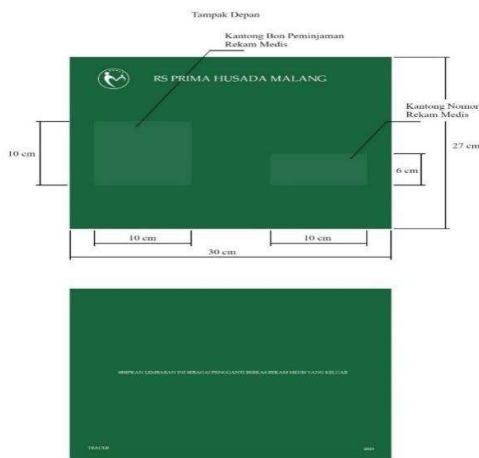 Tampak Depan
Kantong Bon Peminjaman
Rekam Medis
RS PRIMA HUSADA MALANG
Kantong Nomor
Rekam Medis
10 cm
27 cm
6 cm
10 cm
10 cm
30 cm
LEMBARAN INI SEBAGAI PENGGANTI BERKAS REKAM MEDIS YANG KELUAR
TRACER